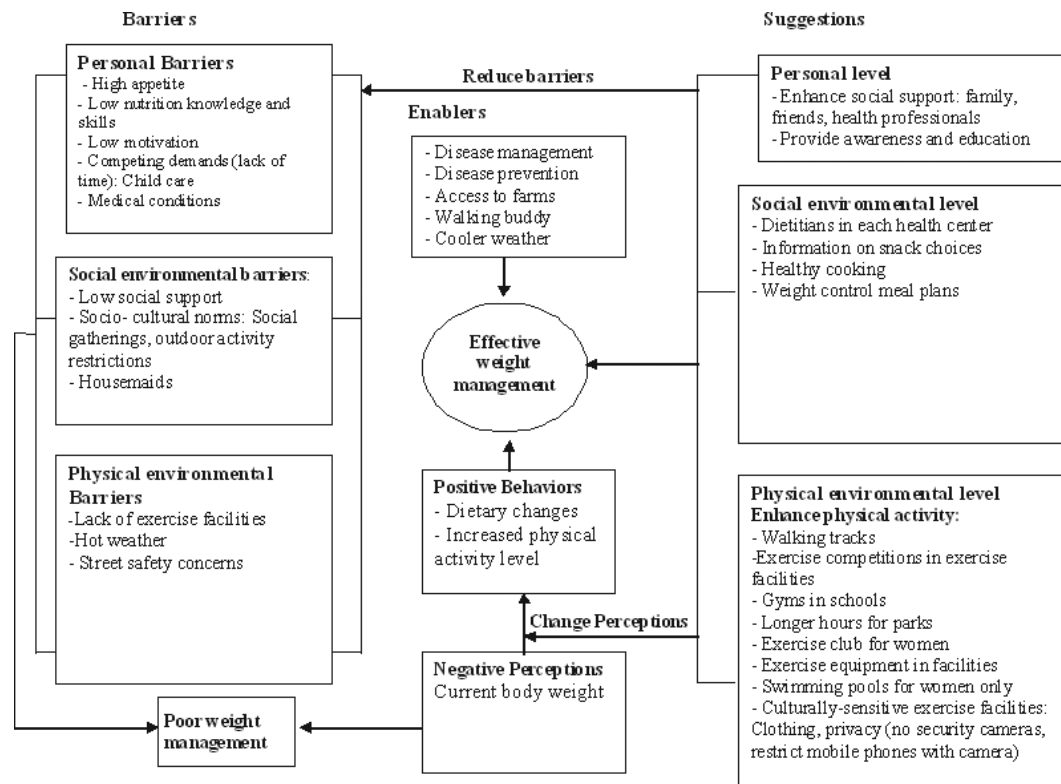 Barriers
Suggestions
Personal Barriers
- High appetite
- Low nutrition knowledge and
skills
- Low motivation
- Competing demands (lack of
time): Child care
- Medical conditions
Social environmental barriers:
- Low social support
- Socio- cultural norms: Social
gatherings, outdoor activity
restrictions
- Housemaids
Physical environmental
Barriers
-Lack of exercise facilities
-Hot weather
- Street safety concerns
Poor weight
management
Reduce barriers
Enablers
- Disease management
- Disease prevention
- Access to farms
- Walking buddy
- Cooler weather
Effective
weight
management
Positive Behaviors
- Dietary changes
- Increased physical
activity level
Change Perceptions
Negative Perceptions
Current body weight
Personal level
- Enhance social support: family,
friends, health professionals
- Provide awareness and education
Social environmental level
- Dietitians in each health center
- Information on snack choices
- Healthy cooking
- Weight control meal plans
Physical environmental level
Enhance physical activity:
- Walking tracks
-Exercise competitions in exercise
facilities
- Gyms in schools
- Longer hours for parks
- Exercise club for women
- Exercise equipment in facilities
- Swimming pools for women only
- Culturally-sensitive exercise facilities:
Clothing, privacy (no security cameras,
restrict mobile phones with camera)